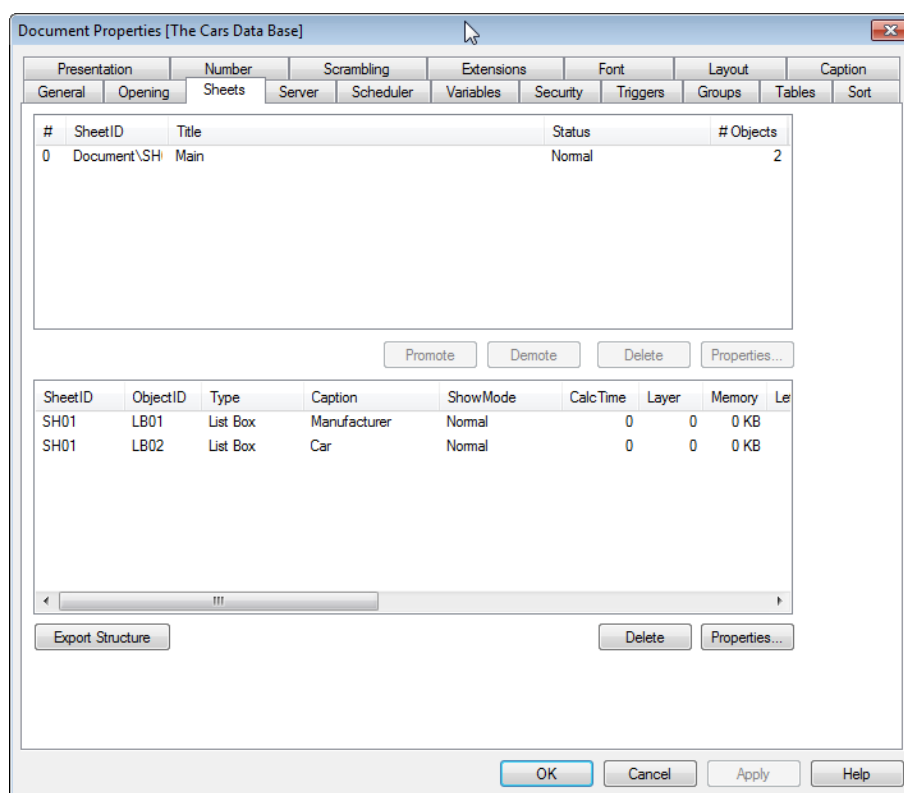 Document Properties [The Cars Data Base]
Presentation Number Scrambling Extensions Font Layout Caption
General Opening Sheets Server Scheduler Variables Security Triggers Groups Tables Sort
# SheetID Title Status # Objects
0 Document\SH Main Normal 2
Promote Demote Delete Properties...
SheetID ObjectID Type Caption ShowMode CalcTime Layer Memory Le
SH01 LB01 List Box Manufacturer Normal 0 0 0 KB
SH01 LB02 List Box Car Normal 0 0 0 KB
Export Structure Delete Properties...
OK Cancel Apply Help